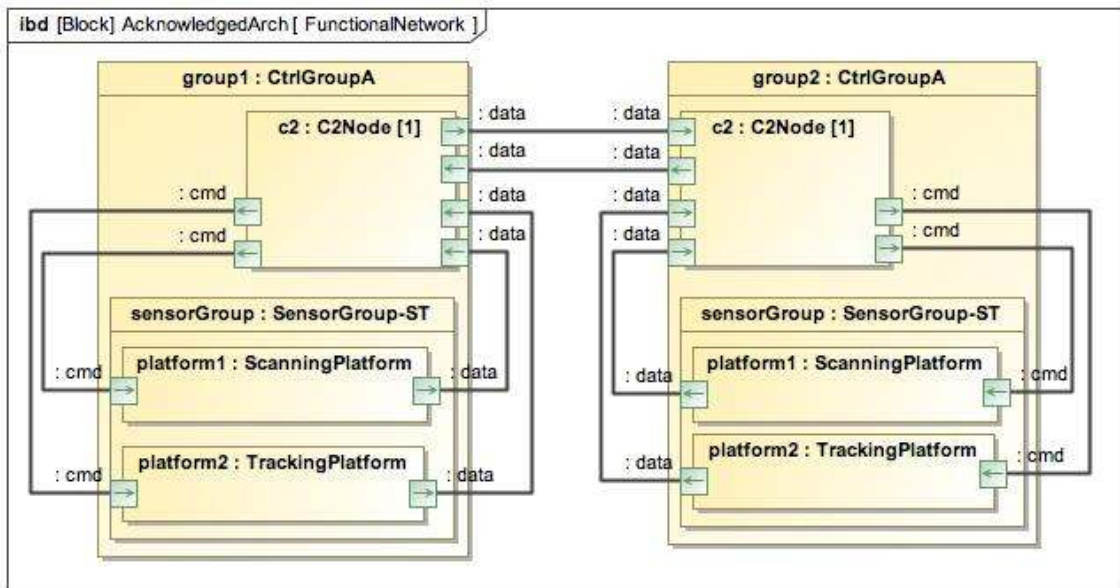 ibd [Block] AcknowledgedArch [ FunctionalNetwork ]
group1 : CtrlGroupA
group2 : CtrlGroupA
: data
: data
c2 : C2Node [1]
c2 : C2Node [1]
: data
: data
: cmd
: data
: data
: cmd
: cmd
: data
: data
: cmd
sensorGroup : SensorGroup-ST
sensorGroup : SensorGroup-ST
platform1 : ScanningPlatform
platform1 : ScanningPlatform
: cmd
: data
: data
: cmd
platform2 : TrackingPlatform
platform2 : TrackingPlatform
: cmd
: data
: data
: cmd